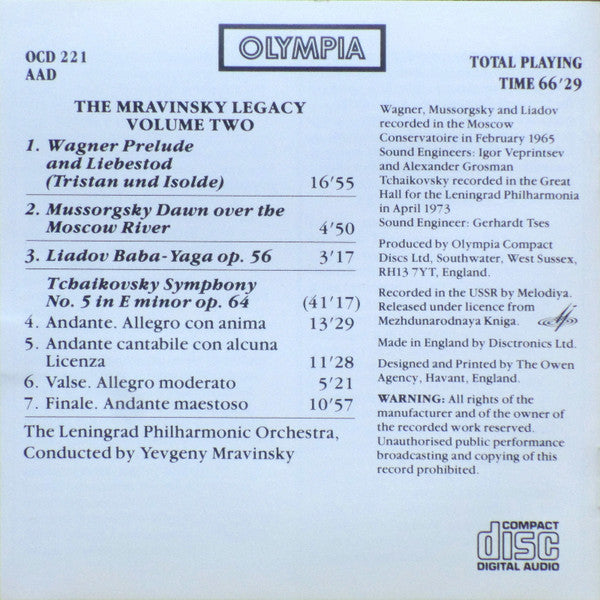 OCD 221
AAD
OLYMPIA
TOTAL PLAYING
TIME 66'29
THE MRAVINSKY LEGACY
VOLUME TWO
1. Wagner Prelude
and Liebestod
(Tristan und Isolde) 16'55
2. Mussorgsky Dawn over the
Moscow River 4'50
3. Liadov Baba-Yaga op. 56 3'17
Tchaikovsky Symphony
No. 5 in E minor op. 64 (41'17)
4. Andante. Allegro con anima 13'29
5. Andante cantabile con alcuna
Licenza 11'28
6. Valse. Allegro moderato 5'21
7. Finale. Andante maestoso 10'57
The Leningrad Philharmonic Orchestra,
Conducted by Yevgeny Mravinsky
Wagner, Mussorgsky and Liadov
recorded in the Moscow
Conservatoire in February 1965
Sound Engineers: Igor Veprintsev
and Alexander Grosman
Tchaikovsky recorded in the Great
Hall for the Leningrad Philharmonia
in April 1973
Sound Engineer: Gerhardt Tses
Produced by Olympia Compact
Discs Ltd, Southwater, West Sussex,
RH13 7YT, England.
Recorded in the USSR by Melodiya.
Released under licence from
Mezhdunarodnaya Kniga.
Made in England by Disctronics Ltd.
Designed and Printed by The Owen
Agency, Havant, England.
WARNING: All rights of the
manufacturer and of the owner of
the recorded work reserved.
Unauthorised public performance
broadcasting and copying of this
record prohibited.
COMPACT
disc
DIGITAL AUDIO